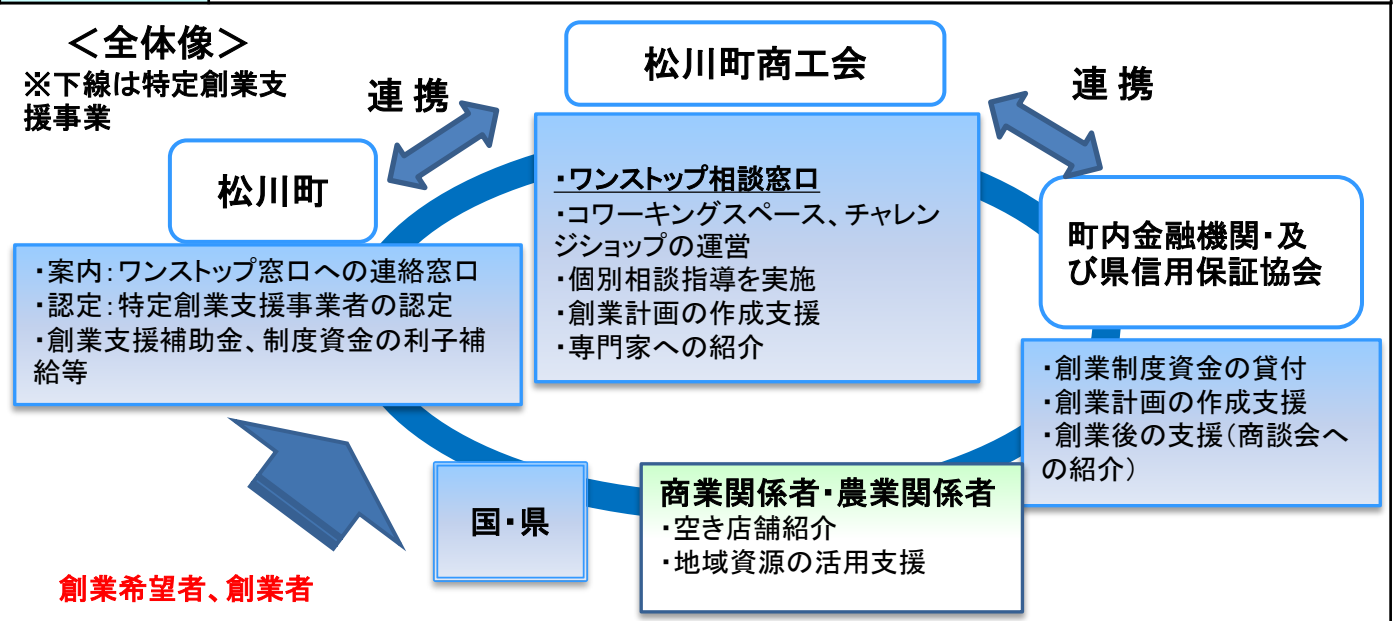 <全体像>
※下線は特定創業支
援事業
連 携
松川町商工会
連 携
松川町
・案内:ワンストップ窓口への連絡窓口
・認定:特定創業支援事業者の認定
・創業支援補助金、制度資金の利子補
給等
・ワンストップ相談窓口
・コワーキングスペース、チャレン
ジショップの運営
・個別相談指導を実施
・創業計画の作成支援
・専門家への紹介
町内金融機関・及
び県信用保証協会
・創業制度資金の貸付
・創業計画の作成支援
・創業後の支援(商談会へ
の紹介)
国・県
商業関係者・農業関係者
・空き店舗紹介
・地域資源の活用支援
創業希望者、創業者